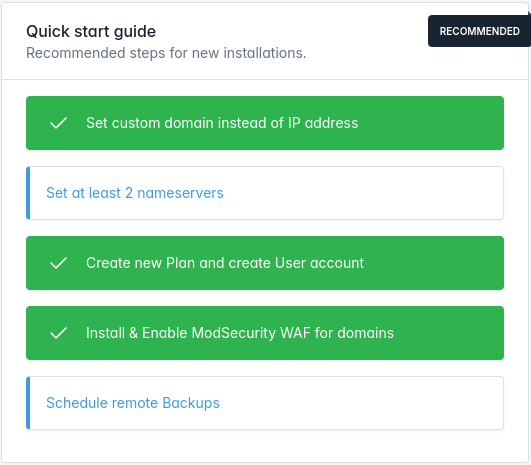 Quick start guide
RECOMMENDED
Recommended steps for new installations.
Set custom domain instead of IP address
Set at least 2 nameservers
Create new Plan and create User account
Install & Enable ModSecurity WAF for domains
Schedule remote Backups